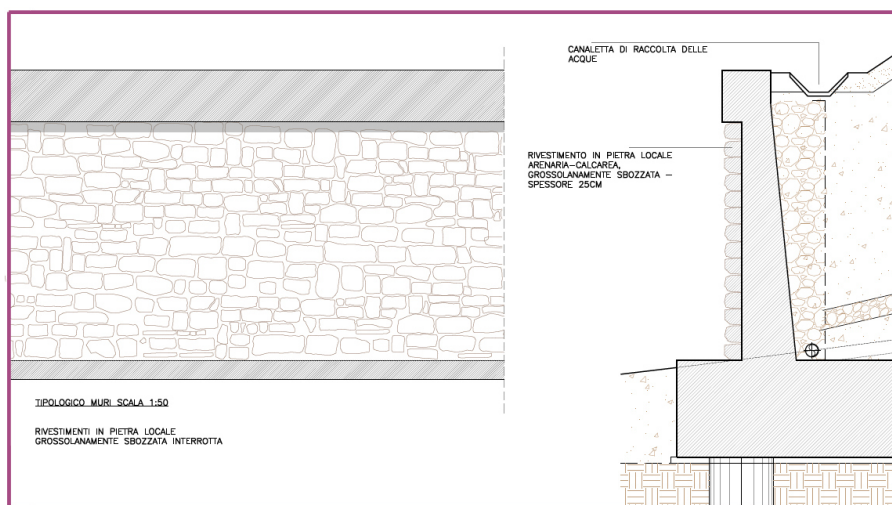 CANALETTA DI RACCOLTA DELLE
ACQUE
RIVESTIMENTO IN PIETRA LOCALE
ARENARIA-CALCAREA,
GROSSOLANAMENTE SBOZZATA -
SPESSORE 25CM
TIPOLOGICO MURI SCALA 1:50
RIVESTIMENTI IN PIETRA LOCALE
GROSSOLANAMENTE SBOZZATA INTERROTTA